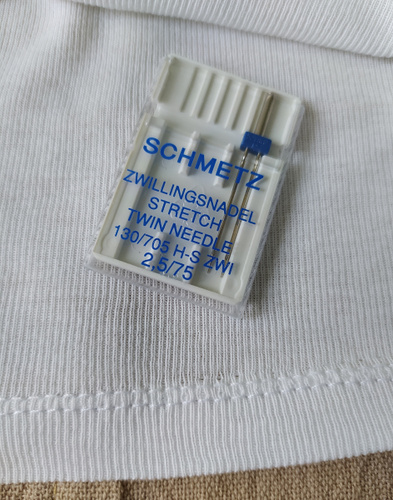 SCHMETZ
ZWILLINGSNADEL
STRETCH
TWIN NEEDLE
130/705 H-S ZWI
2,5/75